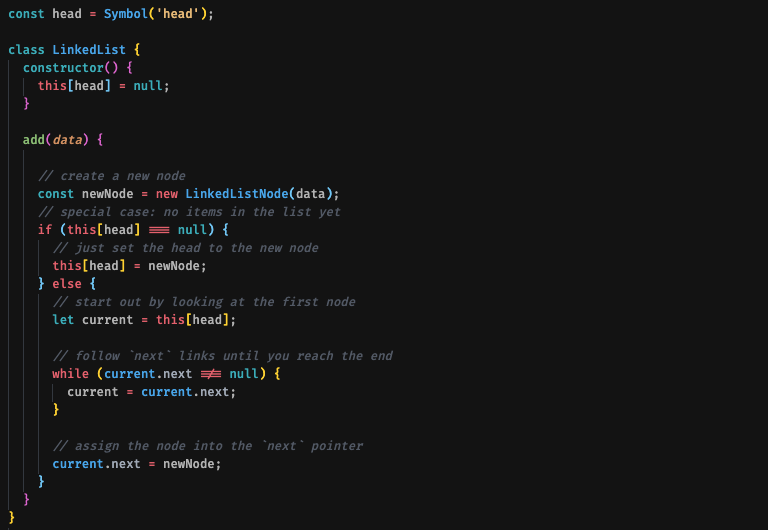 const head = Symbol('head');
class LinkedList {
constructor() {
this[head] = null;
}
add(data) {
// create a new node
const newNode = new LinkedListNode(data);
// special case: no items in the list yet
if (this[head] === null) {
// just set the head to the new node
this[head] = newNode;
} else {
// start out by looking at the first node
let current = this[head];
// follow `next` links until you reach the end
while (current.next !== null) {
current = current.next;
}
// assign the node into the `next` pointer
current.next = newNode;
}
}
}